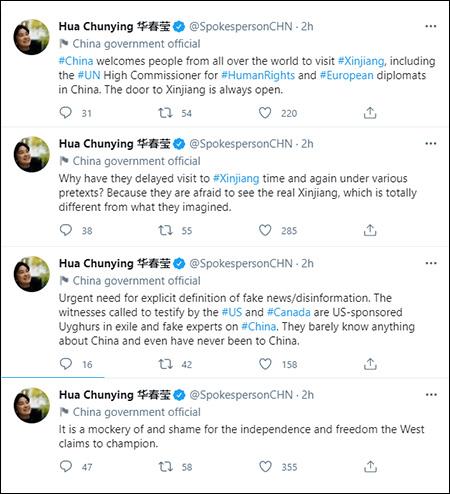 Hua Chunying 华春莹 @SpokespersonCHN · 2h
China government official
#China welcomes people from all over the world to visit #Xinjiang, including
the #UN High Commissioner for #HumanRights and #European diplomats
in China. The door to Xinjiang is always open.
31 54 220
Hua Chunying 华春莹 @SpokespersonCHN · 2h
China government official
Why have they delayed visit to #Xinjiang time and again under various
pretexts? Because they are afraid to see the real Xinjiang, which is totally
different from what they imagined.
38 55 285
Hua Chunying 华春莹 @SpokespersonCHN · 2h
China government official
Urgent need for explicit definition of fake news/disinformation. The
witnesses called to testify by the #US and #Canada are US-sponsored
Uyghurs in exile and fake experts on #China. They barely know anything
about China and even have never been to China.
16 42 158
Hua Chunying 华春莹 @SpokespersonCHN · 2h
China government official
It is a mockery of and shame for the independence and freedom the West
claims to champion.
47 58 355